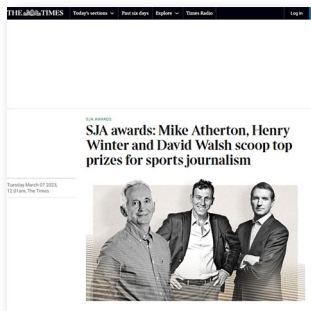 THE TIMES
Today's sections
Past six days
Explore
Times Radio
Log in
SJA AWARDS
SJA awards: Mike Atherton, Henry
Winter and David Walsh scoop top
prizes for sports journalism
Tuesday March 07 2023,
12.01am, The Times